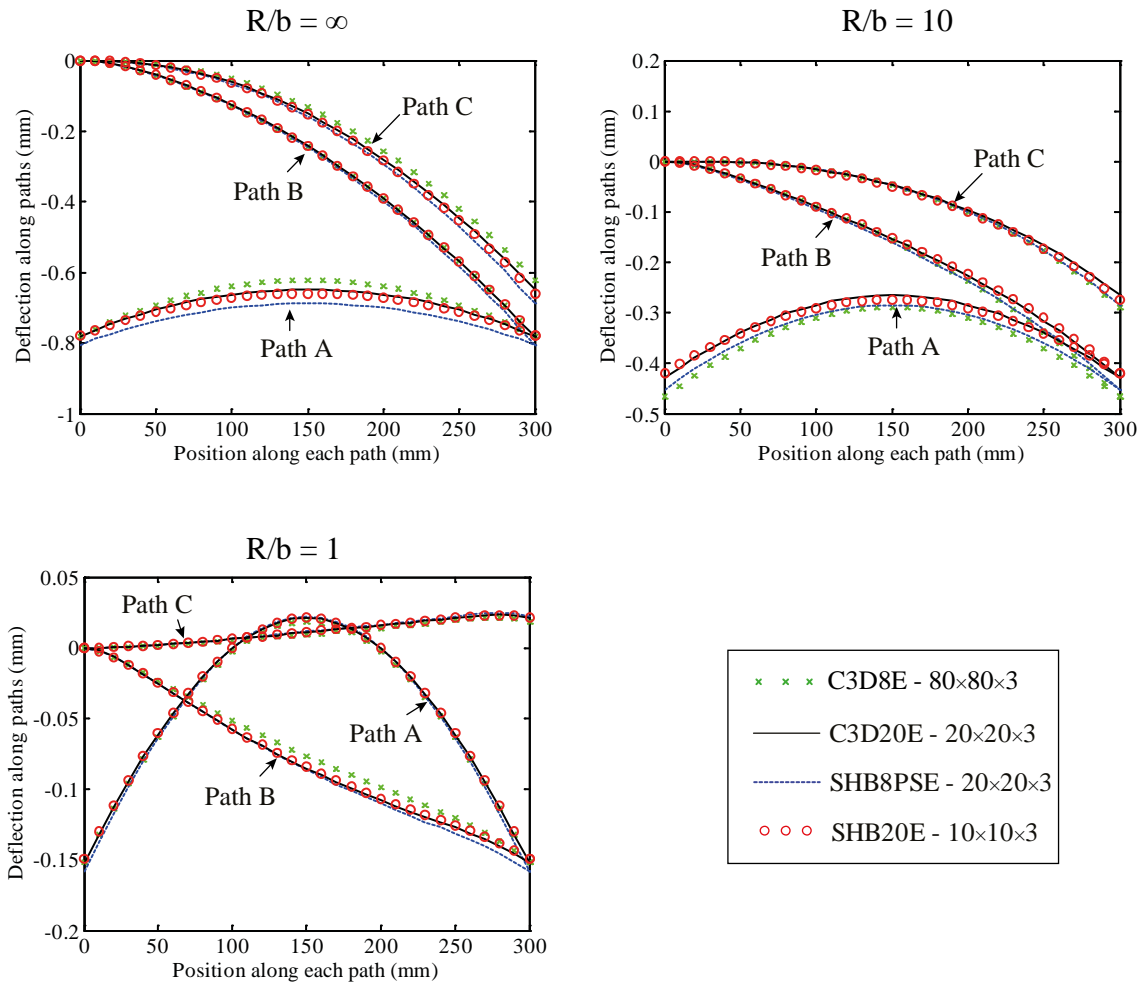 R/b = ∞
0
-0.2
-0.4
-0.6
-0.8
-1
Deflection along paths (mm)
Path C
Path B
Path A
0 50 100 150 200 250 300
Position along each path (mm)
R/b = 10
0.2
0.1
0
-0.1
-0.2
-0.3
-0.4
-0.5
Deflection along paths (mm)
Path C
Path B
Path A
0 50 100 150 200 250 300
Position along each path (mm)
R/b = 1
0.05
0
-0.05
-0.1
-0.15
-0.2
Deflection along paths (mm)
Path C
Path A
Path B
0 50 100 150 200 250 300
Position along each path (mm)
C3D8E - 80×80×3
C3D20E - 20×20×3
SHB8PSE - 20×20×3
SHB20E - 10×10×3